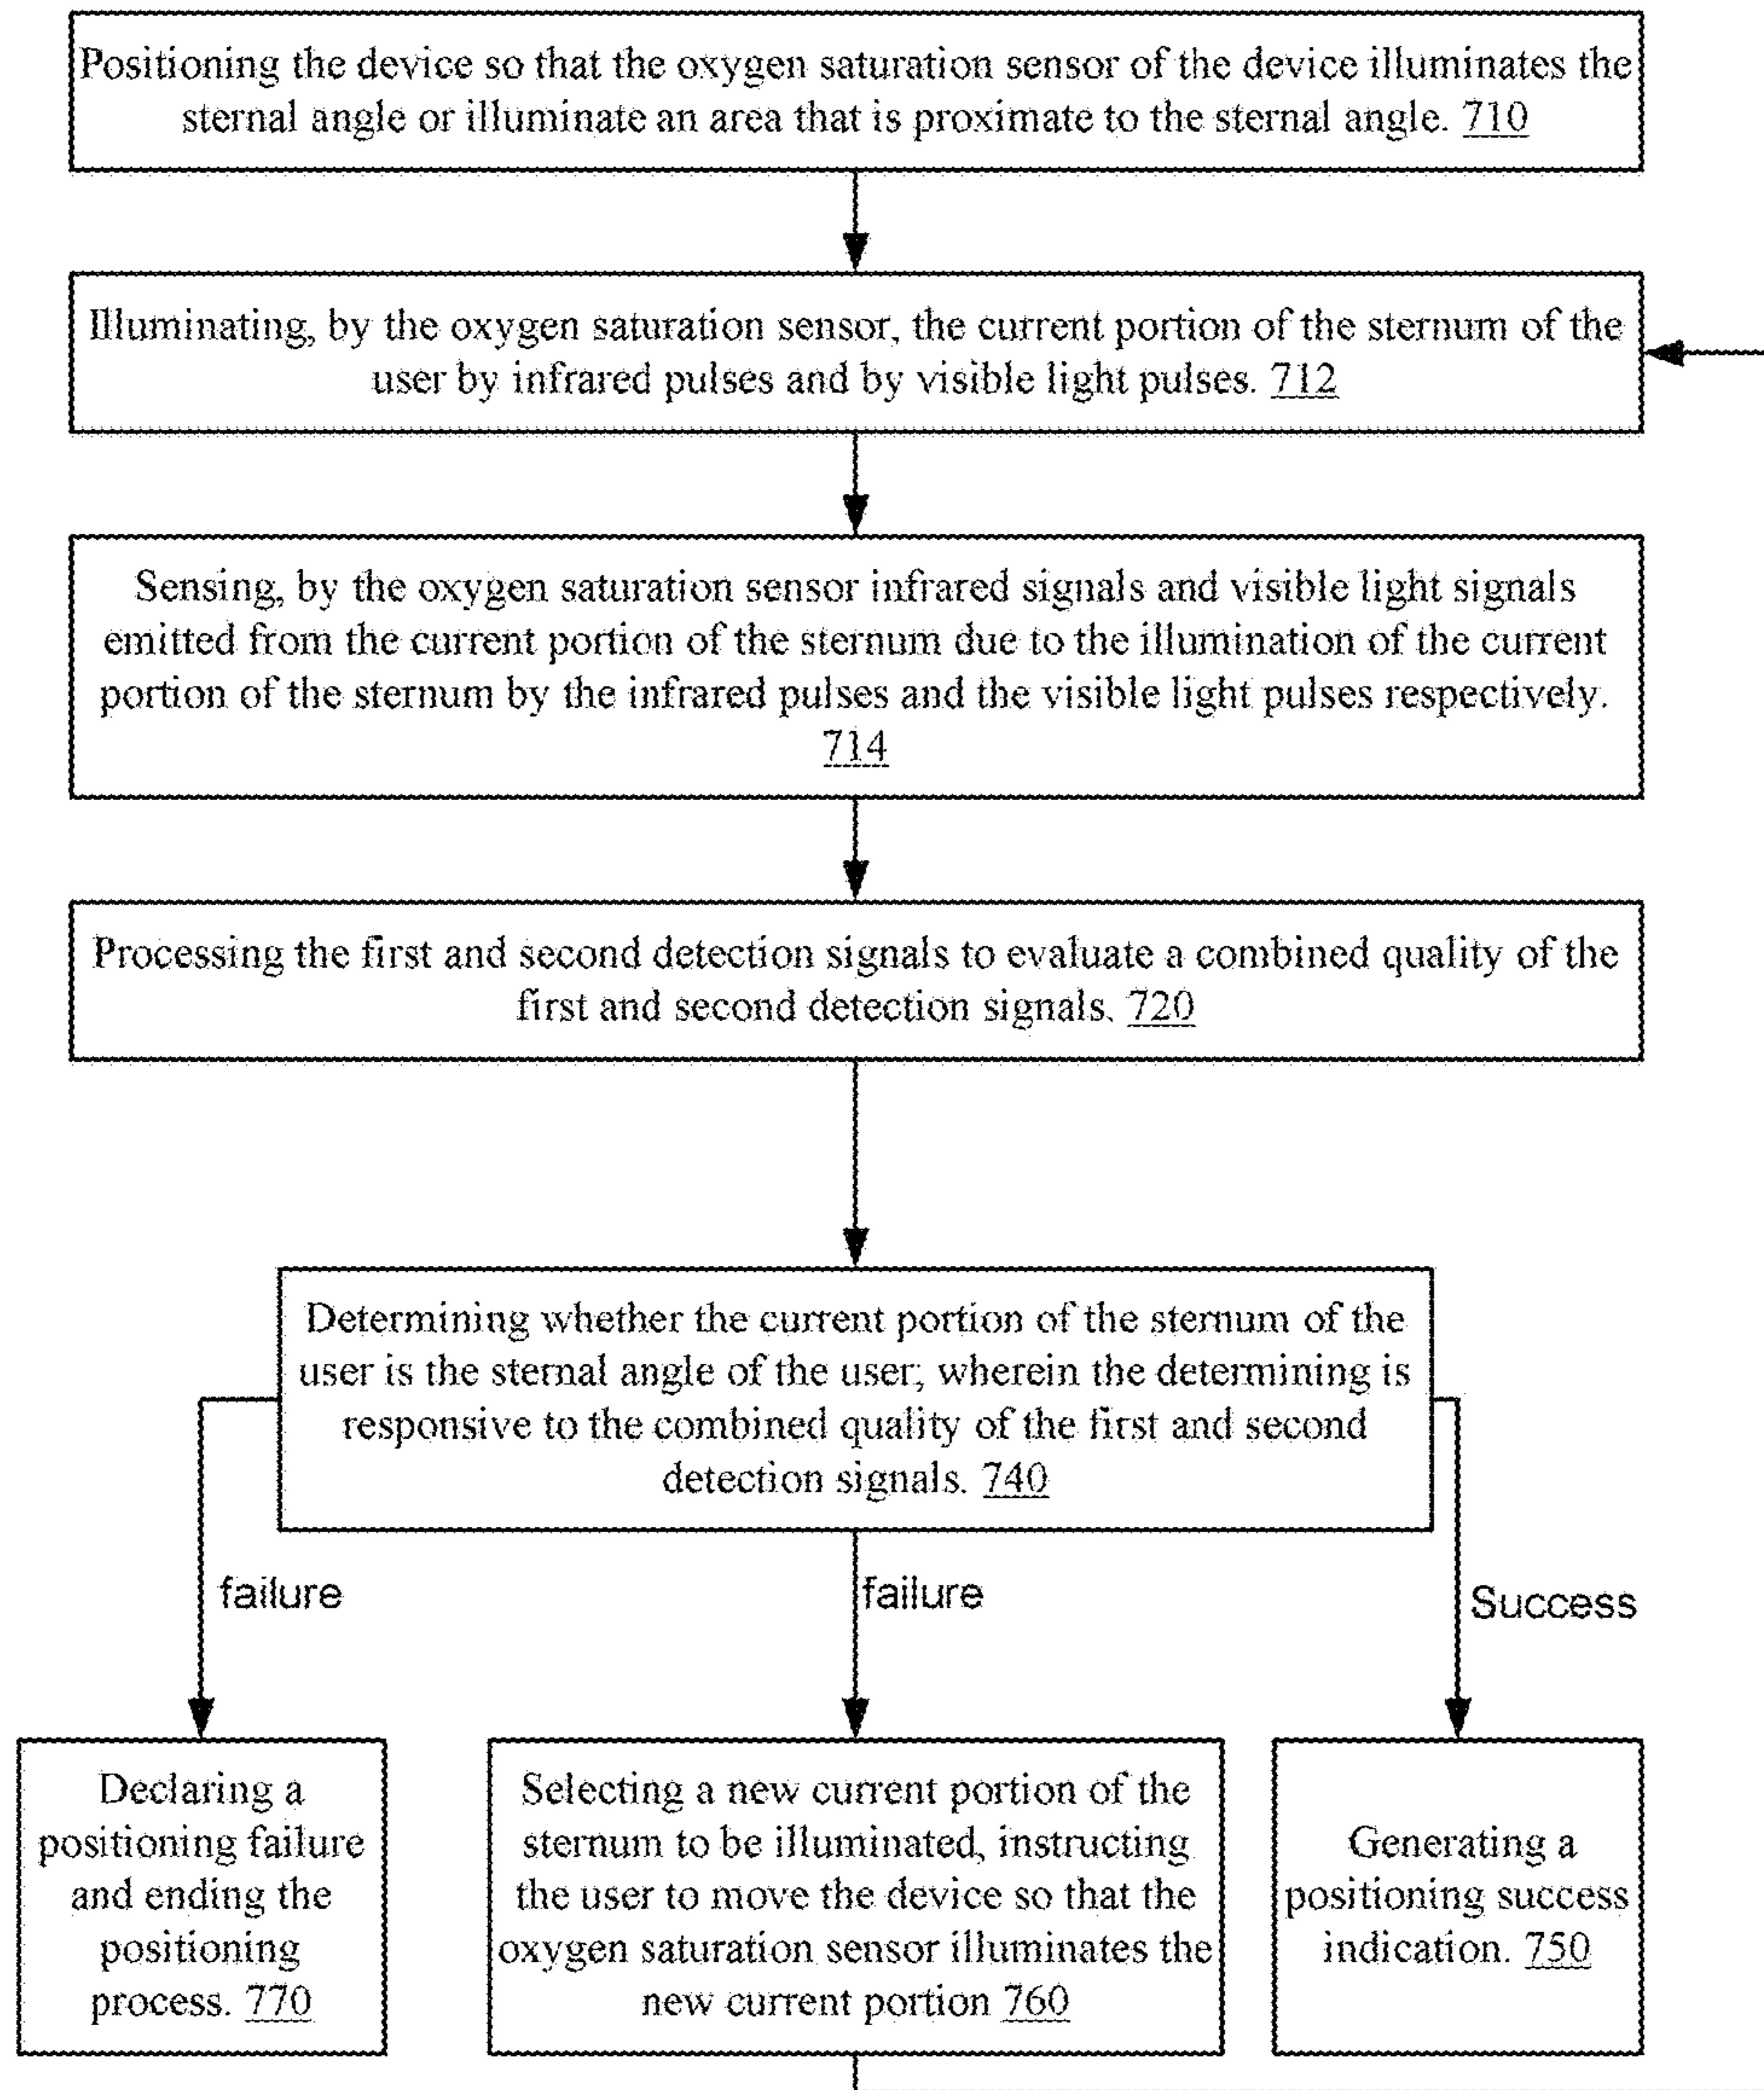 Positioning the device so that the oxygen saturation sensor of the device illuminates the
sternal angle or illuminate an area that is proximate to the sternal angle. 710
Illuminating, by the oxygen saturation sensor, the current portion of the sternum of the
user by infrared pulses and by visible light pulses. 712
Sensing, by the oxygen saturation sensor infrared signals and visible light signals
emitted from the current portion of the sternum due to the illumination of the current
portion of the sternum by the infrared pulses and the visible light pulses respectively.
714
Processing the first and second detection signals to evaluate a combined quality of the
first and second detection signals. 720
Determining whether the current portion of the sternum of the
user is the sternal angle of the user; wherein the determining is
responsive to the combined quality of the first and second
detection signals. 740
failure
failure
Success
Declaring a
positioning failure
and ending the
positioning
process. 770
Selecting a new current portion of the
sternum to be illuminated, instructing
the user to move the device so that the
oxygen saturation sensor illuminates the
new current portion 760
Generating a
positioning success
indication. 750